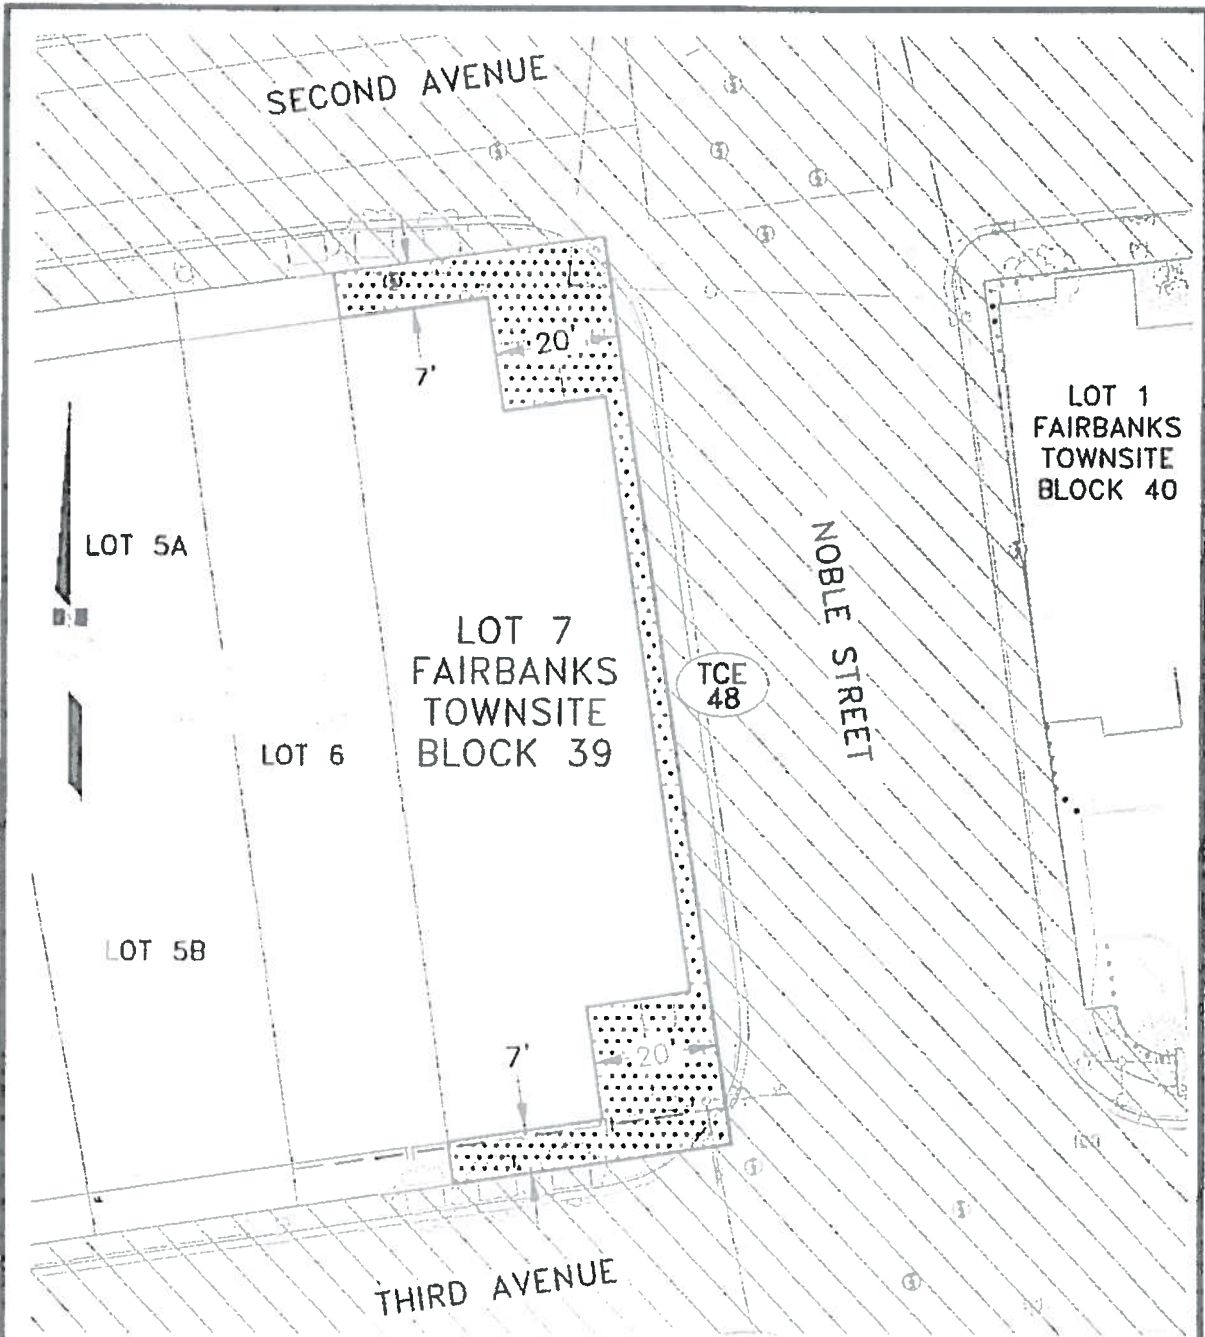 SECOND AVENUE
20'
7'
LOT 1
FAIRBANKS
TOWNSITE
BLOCK 40
LOT 5A
NOBLE STREET
LOT 7
FAIRBANKS
TOWNSITE
BLOCK 39
TCE
48
LOT 6
LOT 5B
7'
20'
THIRD AVENUE